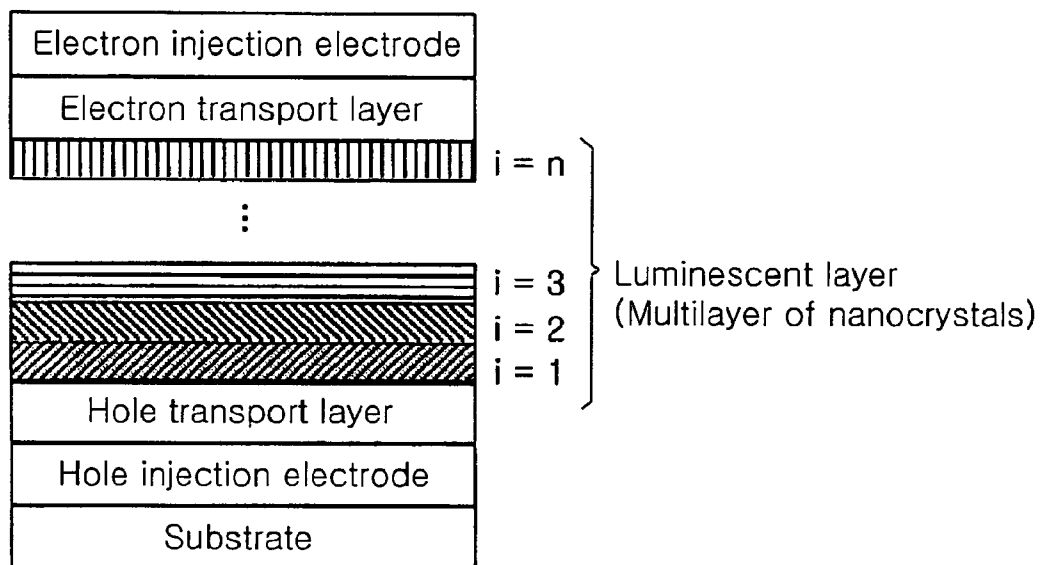 Electron injection electrode
Electron transport layer
i = n
⋮
i = 3
Luminescent layer
(Multilayer of nanocrystals)
i = 2
i = 1
Hole transport layer
Hole injection electrode
Substrate